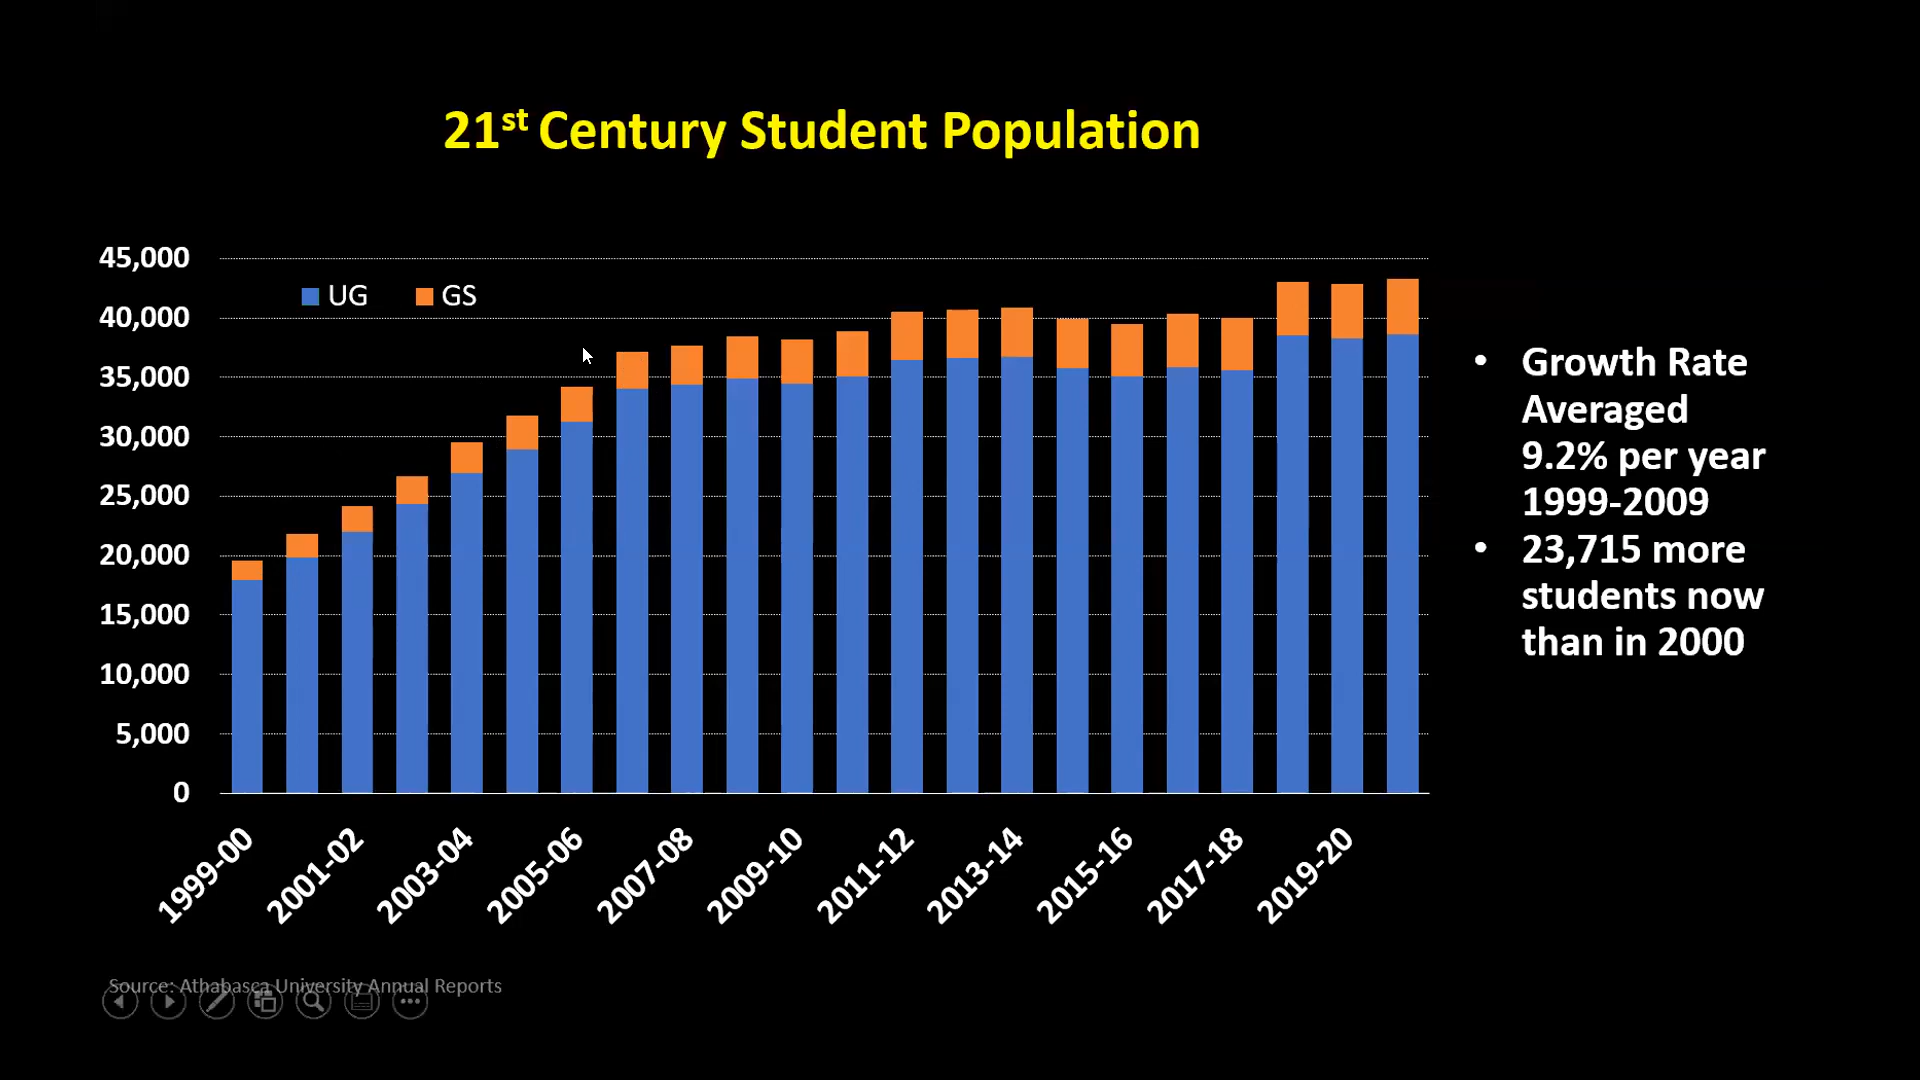 21st Century Student Population
45,000
UG GS
40,000
35,000
30,000
25,000
20,000
15,000
10,000
5,000
0
1999-00
2001-02
2003-04
2005-06
2007-08
2009-10
2011-12
2013-14
2015-16
2017-18
2019-20
• Growth Rate
Averaged
9.2% per year
1999-2009
• 23,715 more
students now
than in 2000
Source: Athabasca University Annual Reports